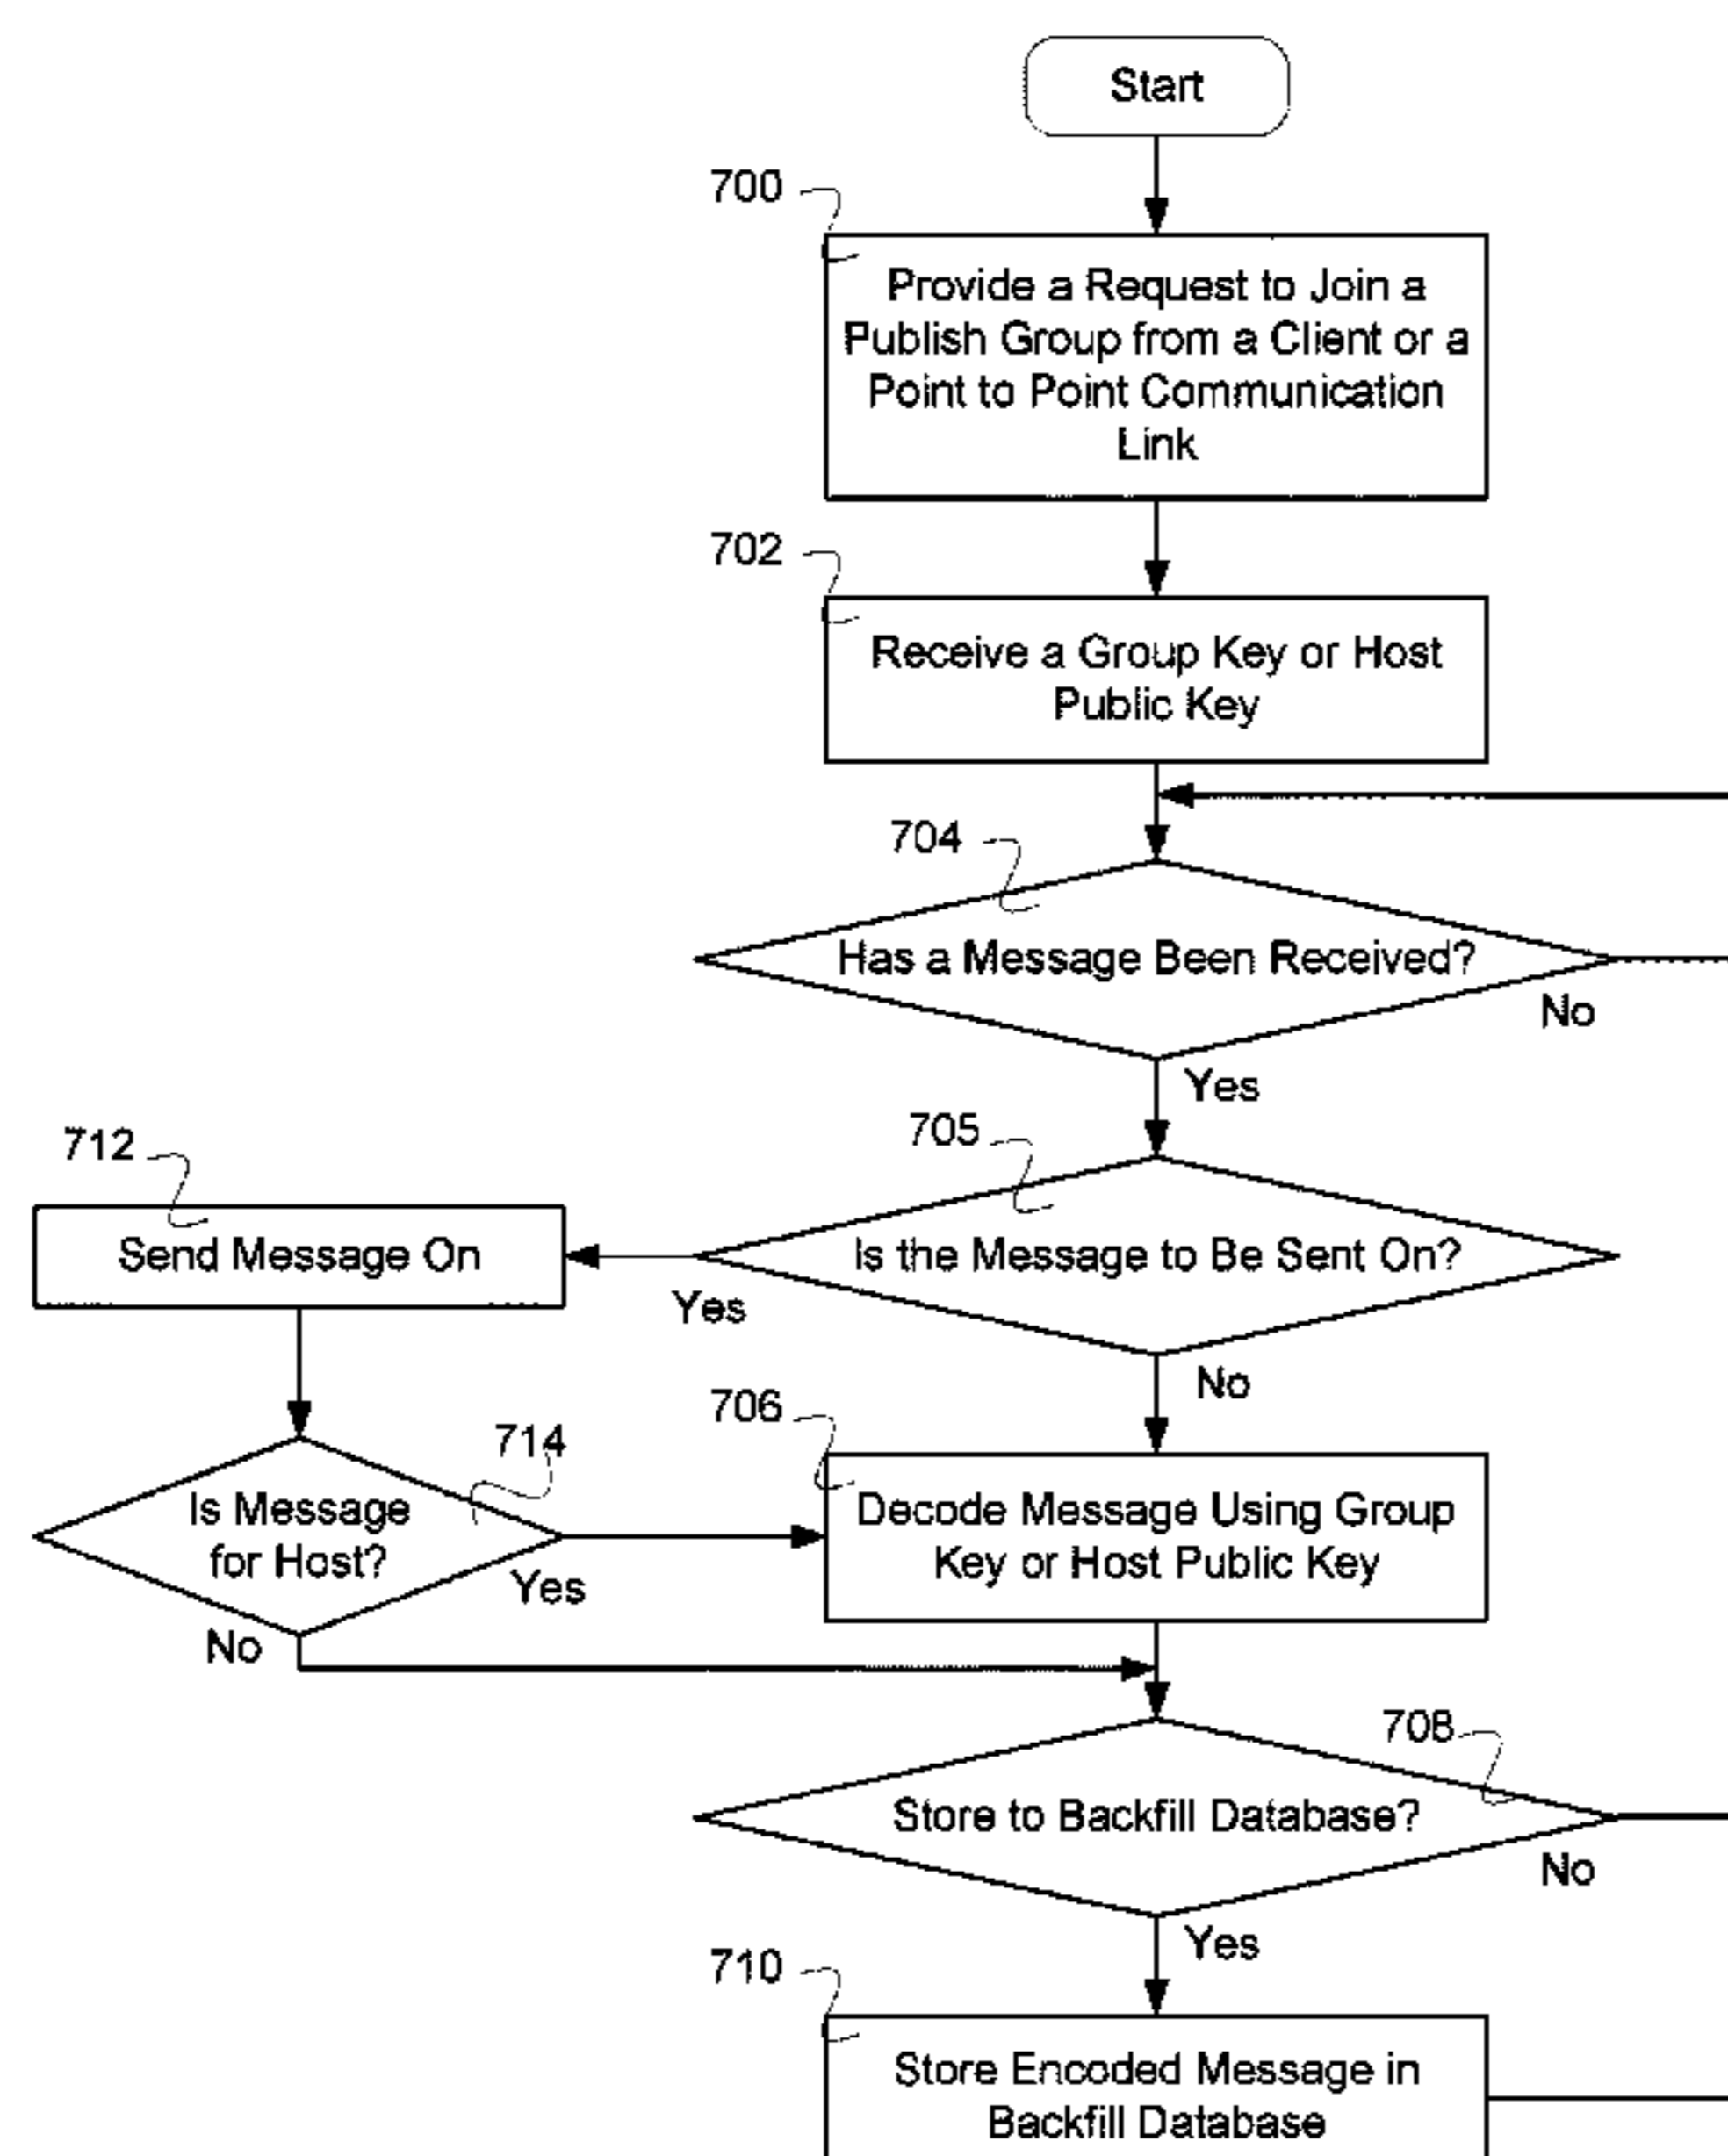 Start
700
Provide a Request to Join a
Publish Group from a Client or a
Point to Point Communication
Link
702
Receive a Group Key or Host
Public Key
704
Has a Message Been Received?
No
Yes
705
712
Is the Message to Be Sent On?
Send Message On
Yes
No
706
714
Decode Message Using Group
Key or Host Public Key
Is Message
for Host?
Yes
No
708
Store to Backfill Database?
No
Yes
710
Store Encoded Message in
Backfill Database